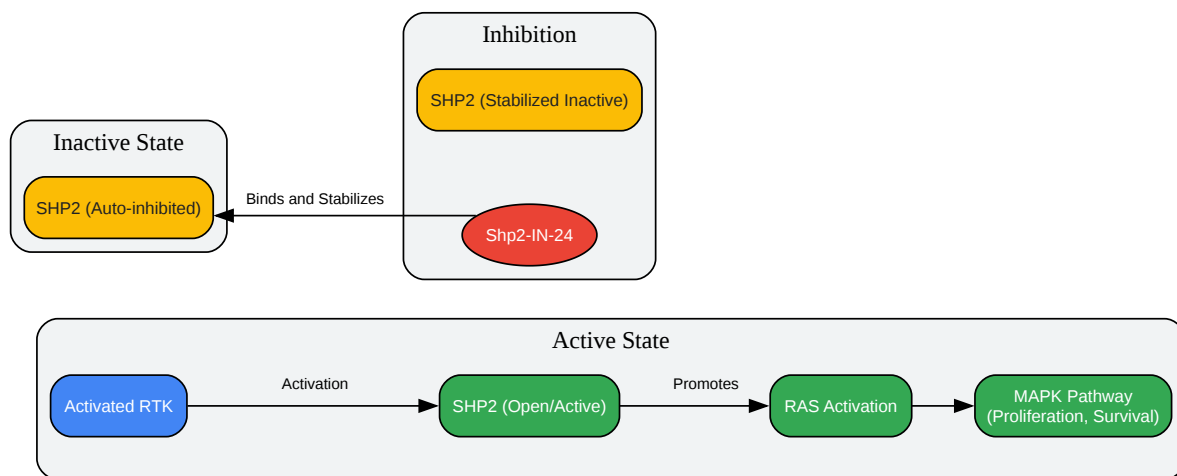 Inhibition
SHP2 (Stabilized Inactive)
Inactive State
SHP2 (Auto-inhibited)
Binds and Stabilizes
Shp2-IN-24
Active State
Activated RTK
Activation
SHP2 (Open/Active)
Promotes
RAS Activation
MAPK Pathway
(Proliferation, Survival)